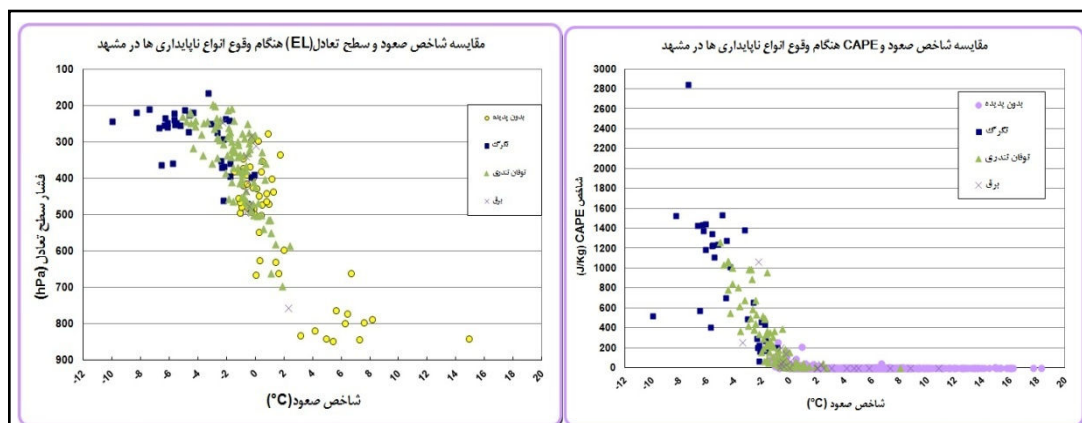 مقایسه شاخص صعود و سطح تعادل(EL) هنگام وقوع انواع ناپایداری ها در مشهد
فشار سطح تعادل (hPa)
100
200
300
400
500
600
700
800
900
بدون پدیده
تگرگ
توفان تندری
برق
-12 -10 -8 -6 -4 -2 0 2 4 6 8 10 12 14 16 18 20
شاخص صعود(°C)
مقایسه شاخص صعود و CAPE هنگام وقوع انواع ناپایداری ها در مشهد
شاخص CAPE (J/Kg)
3000
2800
2600
2400
2200
2000
1800
1600
1400
1200
1000
800
600
400
200
0
بدون پدیده
تگرگ
توفان تندری
برق
-12 -10 -8 -6 -4 -2 0 2 4 6 8 10 12 14 16 18 20
شاخص صعود (°C)